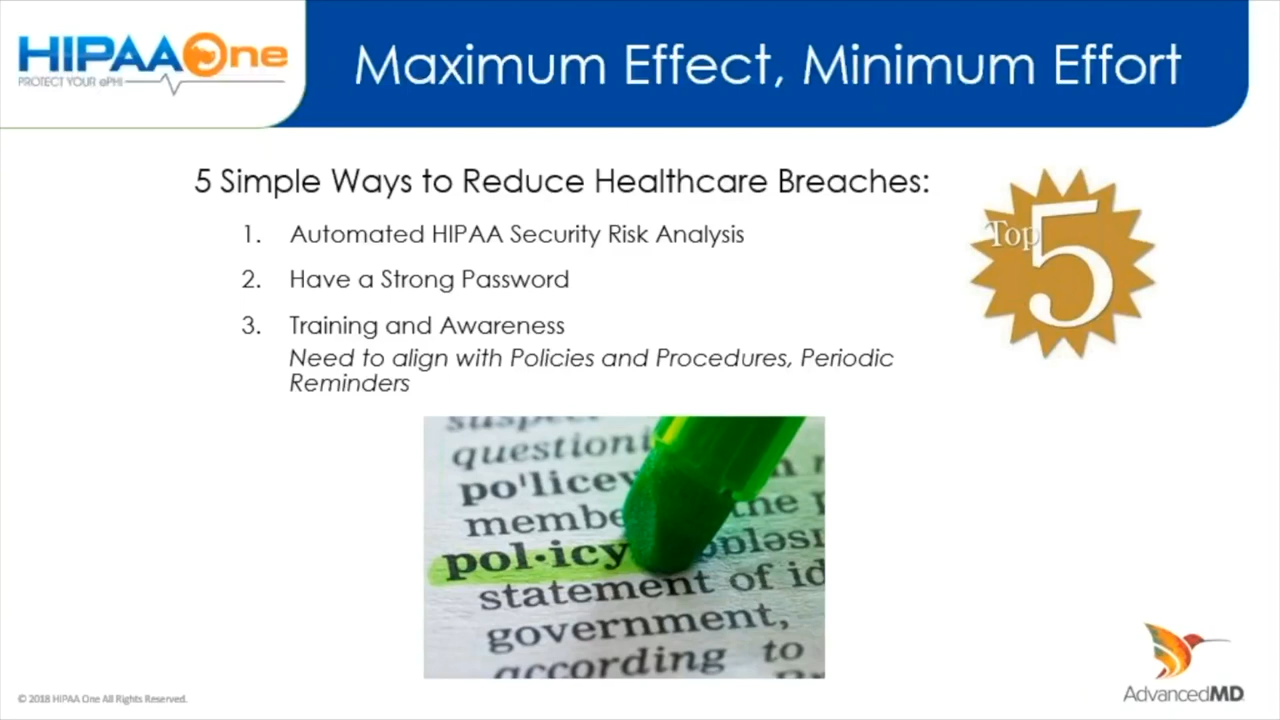 HIPAA One
PROTECT YOUR ePHI
Maximum Effect, Minimum Effort
5 Simple Ways to Reduce Healthcare Breaches:
Top 5
1. Automated HIPAA Security Risk Analysis
2. Have a Strong Password
3. Training and Awareness
Need to align with Policies and Procedures, Periodic
Reminders
questioni
po'licey
membe the p
pol·icy
statement of id
government,
according to
© 2018 HIPAA One All Rights Reserved.
AdvancedMD